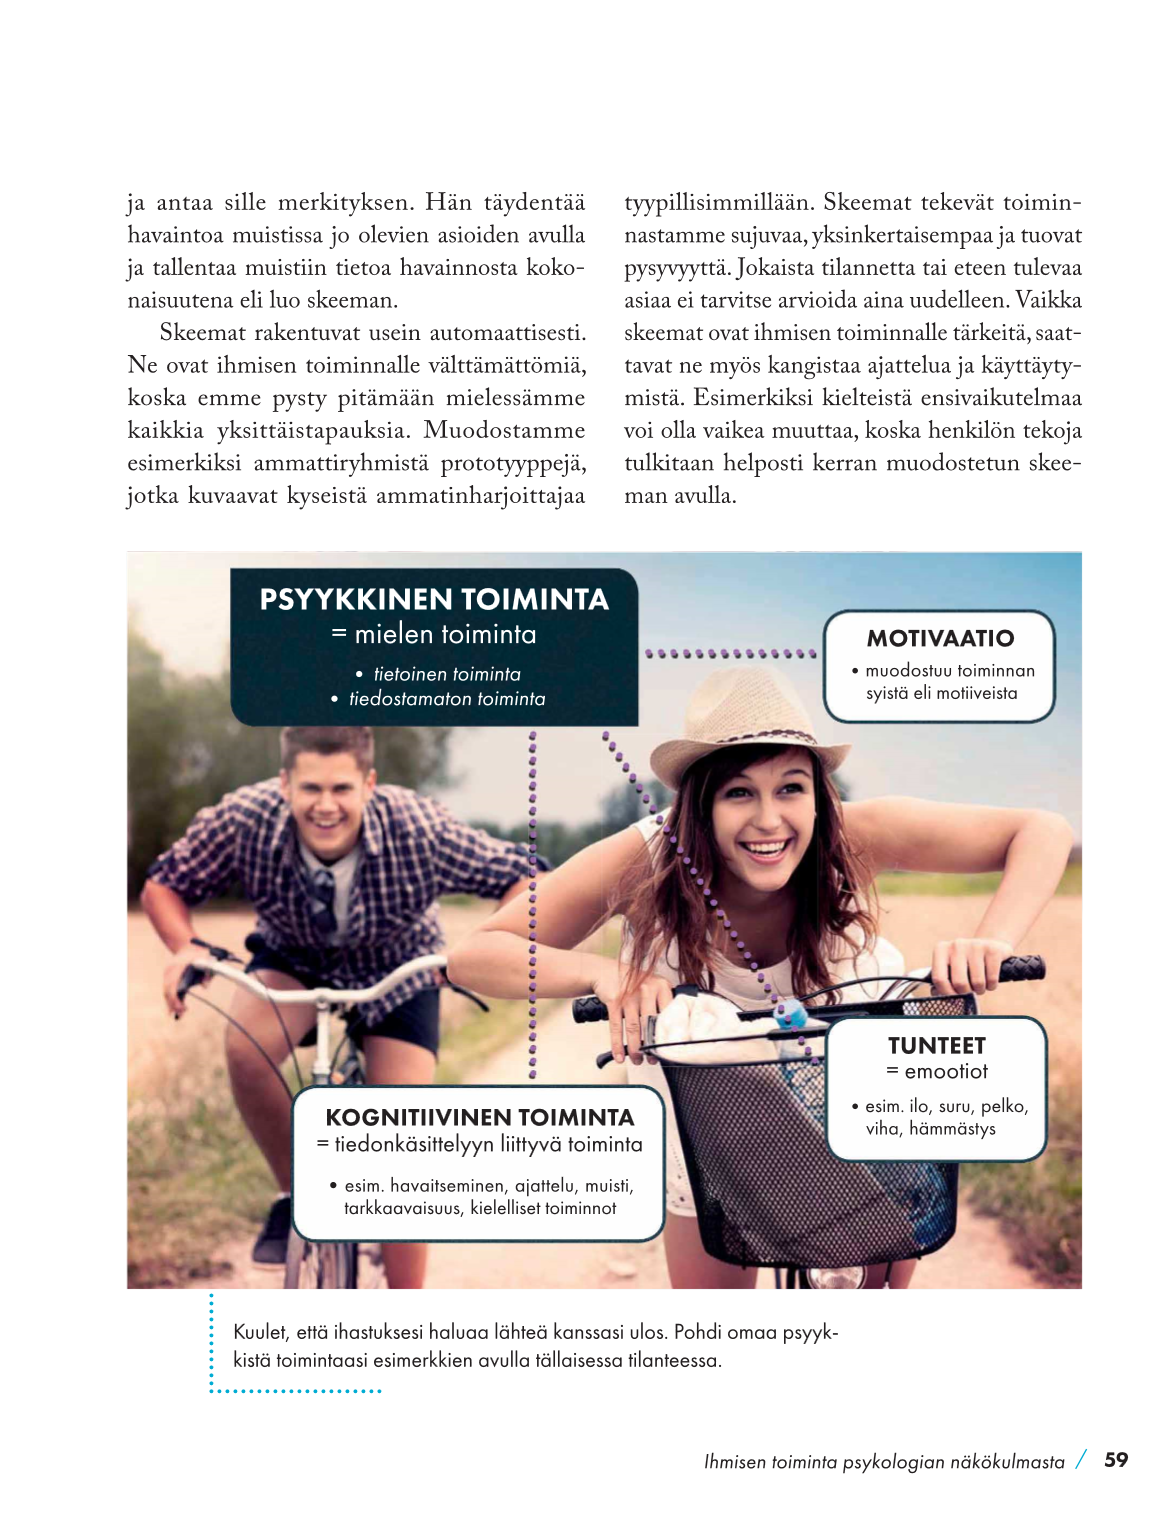 ja antaa sille merkityksen. Hän täydentää
havaintoa muistissa jo olevien asioiden avulla
ja tallentaa muistiin tietoa havainnosta koko-
naisuutena eli luo skeeman.
Skeemat rakentuvat usein automaattisesti.
Ne ovat ihmisen toiminnalle välttämättömiä,
koska emme pysty pitämään mielessämme
kaikkia yksittäistapauksia. Muodostamme
esimerkiksi ammattiryhmistä prototyyppejä,
jotka kuvaavat kyseistä ammatinharjoittajaa
tyypillisimmillään. Skeemat tekevät toimin-
nastamme sujuvaa, yksinkertaisempaa ja tuovat
pysyvyyttä. Jokaista tilannetta tai eteen tulevaa
asiaa ei tarvitse arvioida aina uudelleen. Vaikka
skeemat ovat ihmisen toiminnalle tärkeitä, saat-
tavat ne myös kangistaa ajattelua ja käyttäyty-
mistä. Esimerkiksi kielteistä ensivaikutelmaa
voi olla vaikea muuttaa, koska henkilön tekoja
tulkitaan helposti kerran muodostetun skee-
man avulla.
PSYYKKINEN TOIMINTA
= mielen toiminta
• tietoinen toiminta
• tiedostamaton toiminta
MOTIVAATIO
• muodostuu toiminnan
syistä eli motiiveista
TUNTEET
= emootiot
• esim. ilo, suru, pelko,
viha, hämmästys
KOGNITIIVINEN TOIMINTA
= tiedonkäsittelyyn liittyvä toiminta
• esim. havaitseminen, ajattelu, muisti,
tarkkaavaisuus, kielelliset toiminnot
Kuulet, että ihastuksesi haluaa lähteä kanssasi ulos. Pohdi omaa psyyk-
kistä toimintaasi esimerkkien avulla tällaisessa tilanteessa.
Ihmisen toiminta psykologian näkökulmasta / 59